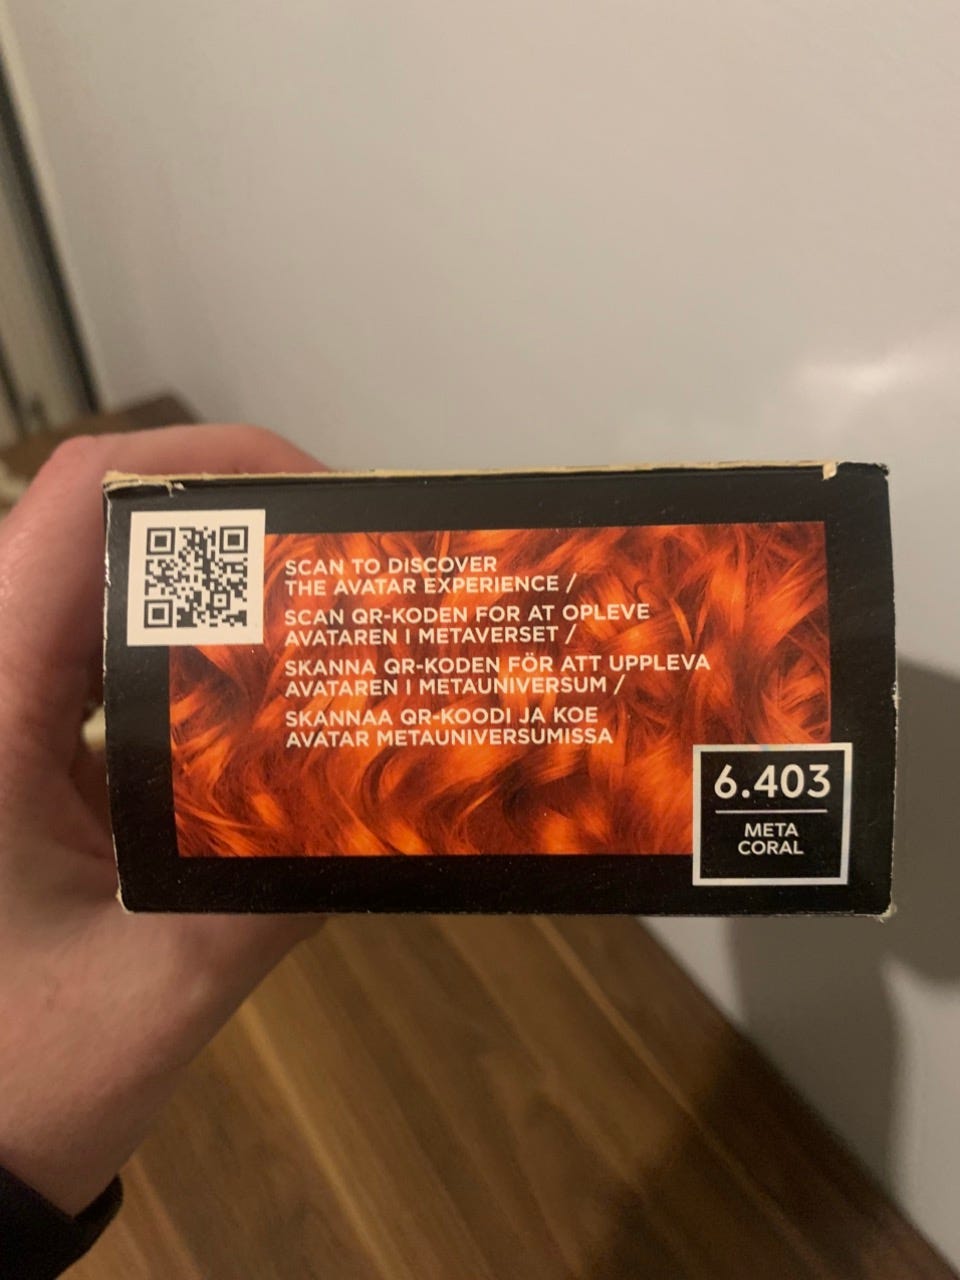 SCAN TO DISCOVER
THE AVATAR EXPERIENCE /
SCAN QR-KODEN FOR AT OPLEVE
AVATAREN I METAVERSET /
SKANNA QR-KODEN FÖR ATT UPPLEVA
AVATAREN I METAUNIVERSUM /
SKANNAA QR-KOODI JA KOE
AVATAR METAUNIVERSUMISSA
6.403
META
CORAL